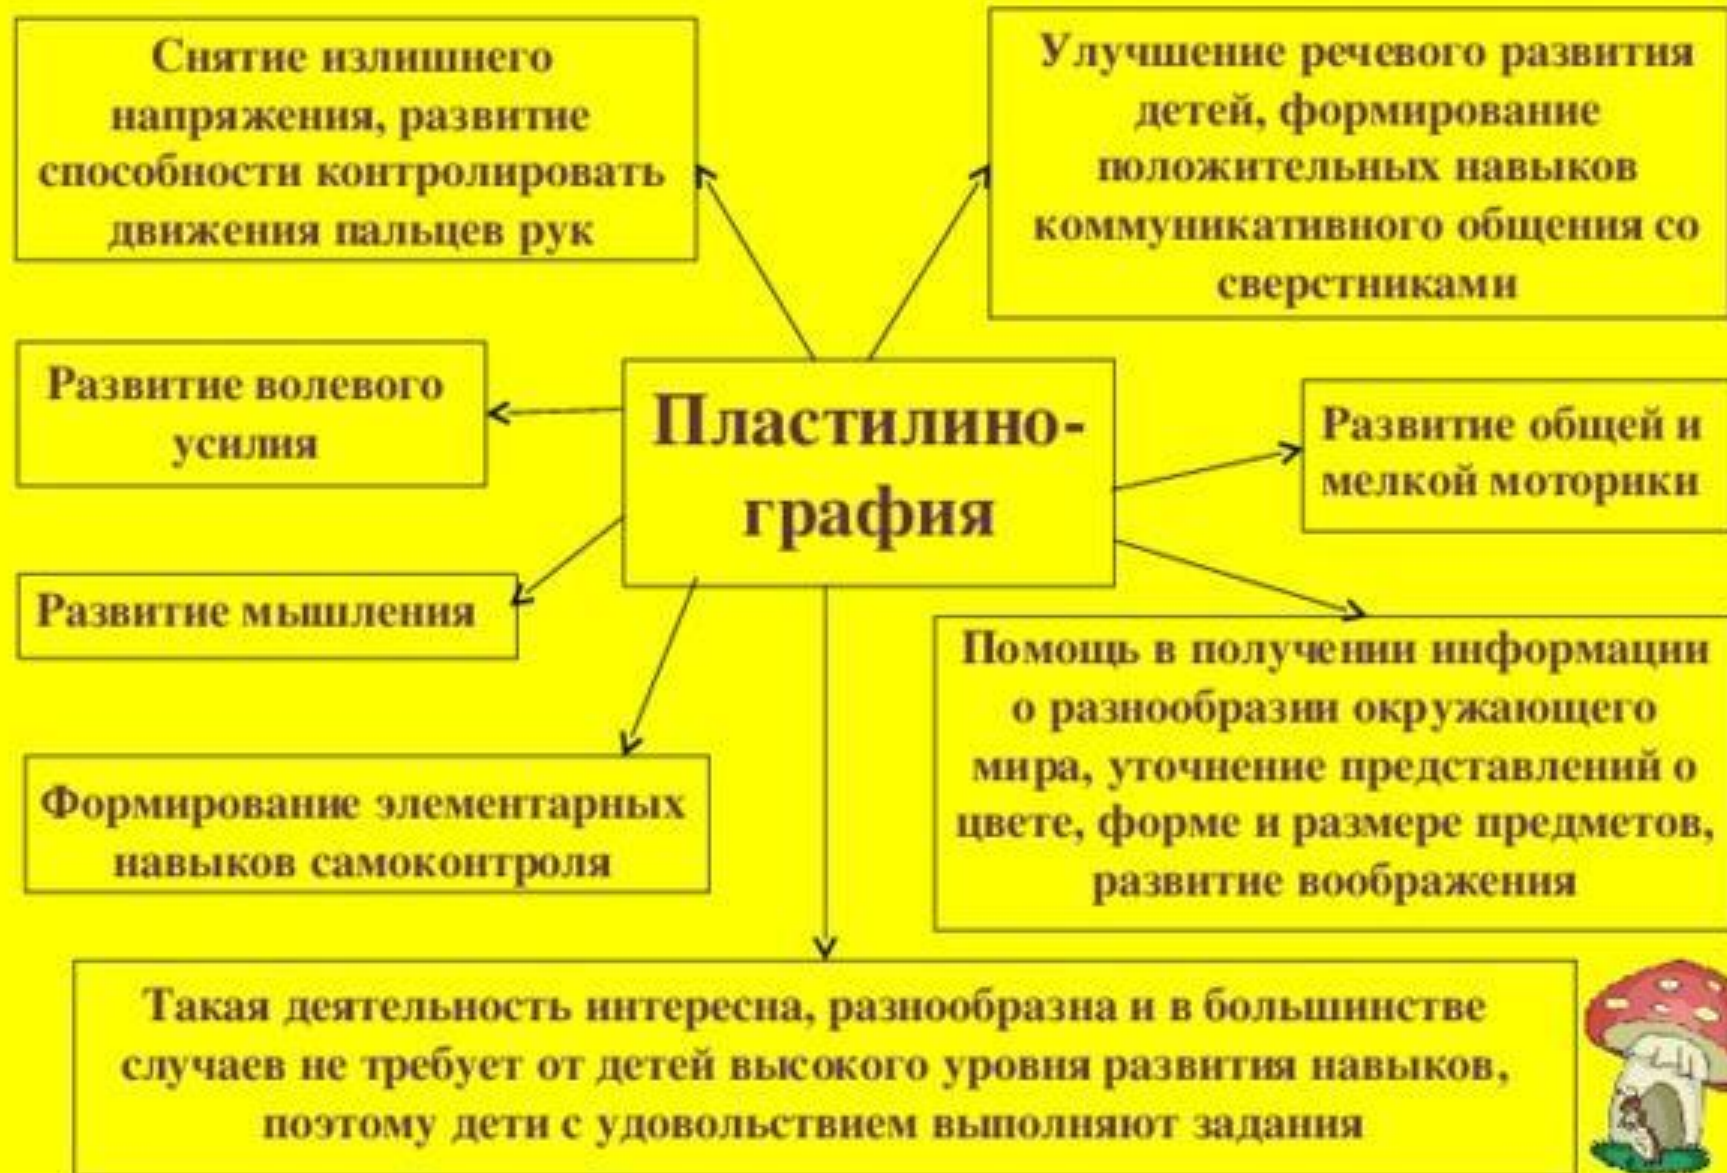 Снятие излишнего
напряжения, развитие
способности контролировать
движения пальцев рук
Улучшение речевого развития
детей, формирование
положительных навыков
коммуникативного общения со
сверстниками
Развитие волевого
усилия
Пластилино-
графия
Развитие общей и
мелкой моторики
Развитие мышления
Помощь в получении информации
о разнообразии окружающего
мира, уточнение представлений о
цвете, форме и размере предметов,
развитие воображения
Формирование элементарных
навыков самоконтроля
Такая деятельность интересна, разнообразна и в большинстве
случаев не требует от детей высокого уровня развития навыков,
поэтому дети с удовольствием выполняют задания